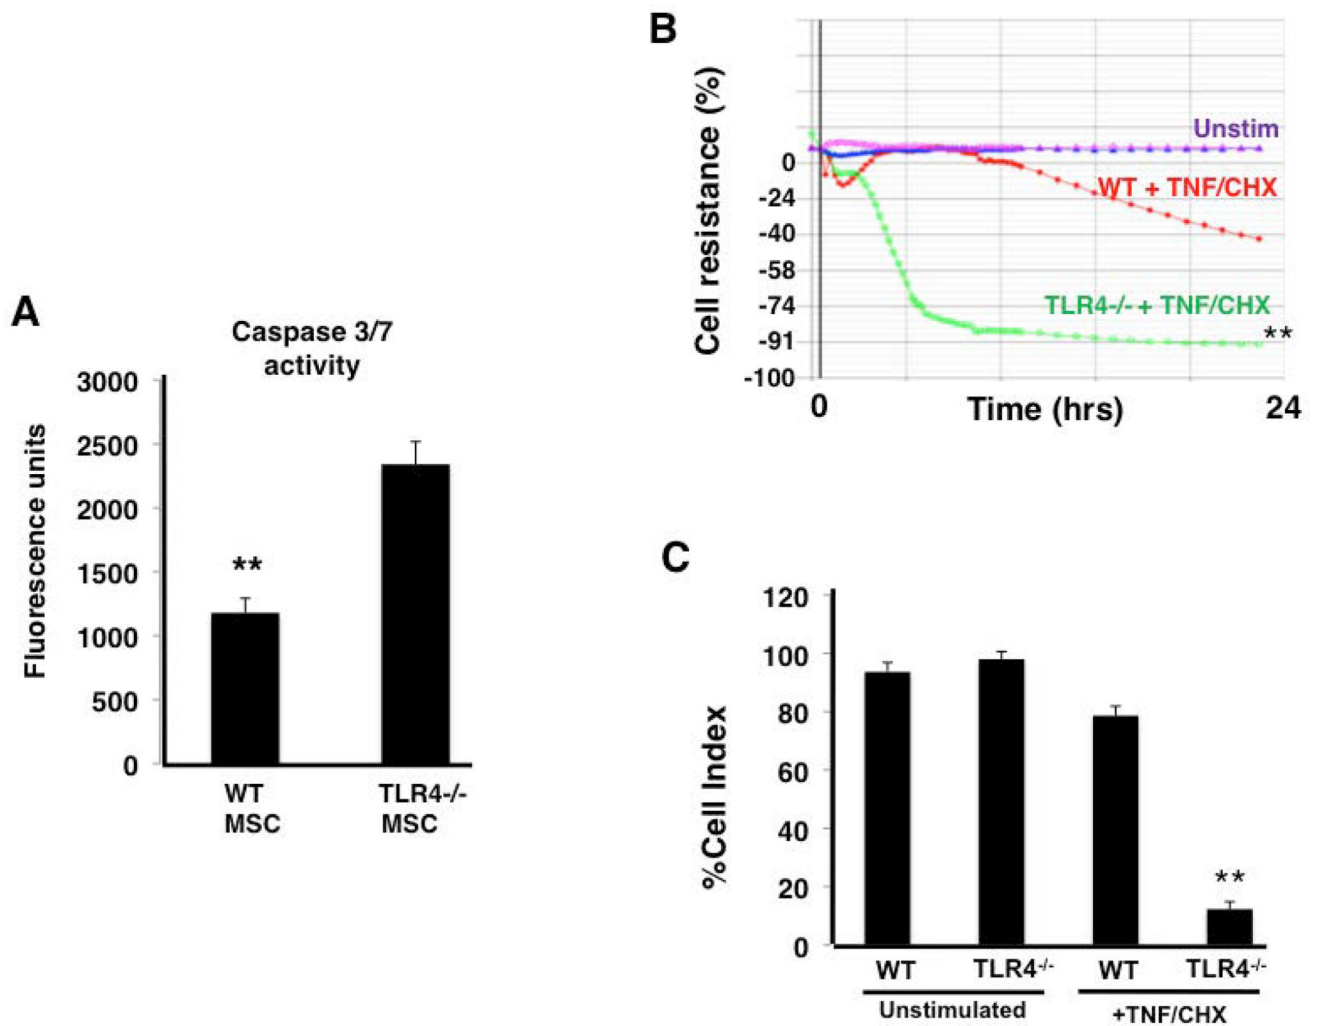 A
Caspase 3/7
activity
Fluorescence units
3000
2500
2000
1500
1000
500
0
**
WT
MSC
TLR4-/-
MSC
B
Cell resistance (%)
0
-24
-40
-58
-74
-91
-100
Unstim
WT + TNF/CHX
TLR4-/- + TNF/CHX
**
0
Time (hrs)
24
C
%Cell Index
120
100
80
60
40
20
0
**
WT
TLR4-/-
WT
TLR4-/-
Unstimulated
+TNF/CHX